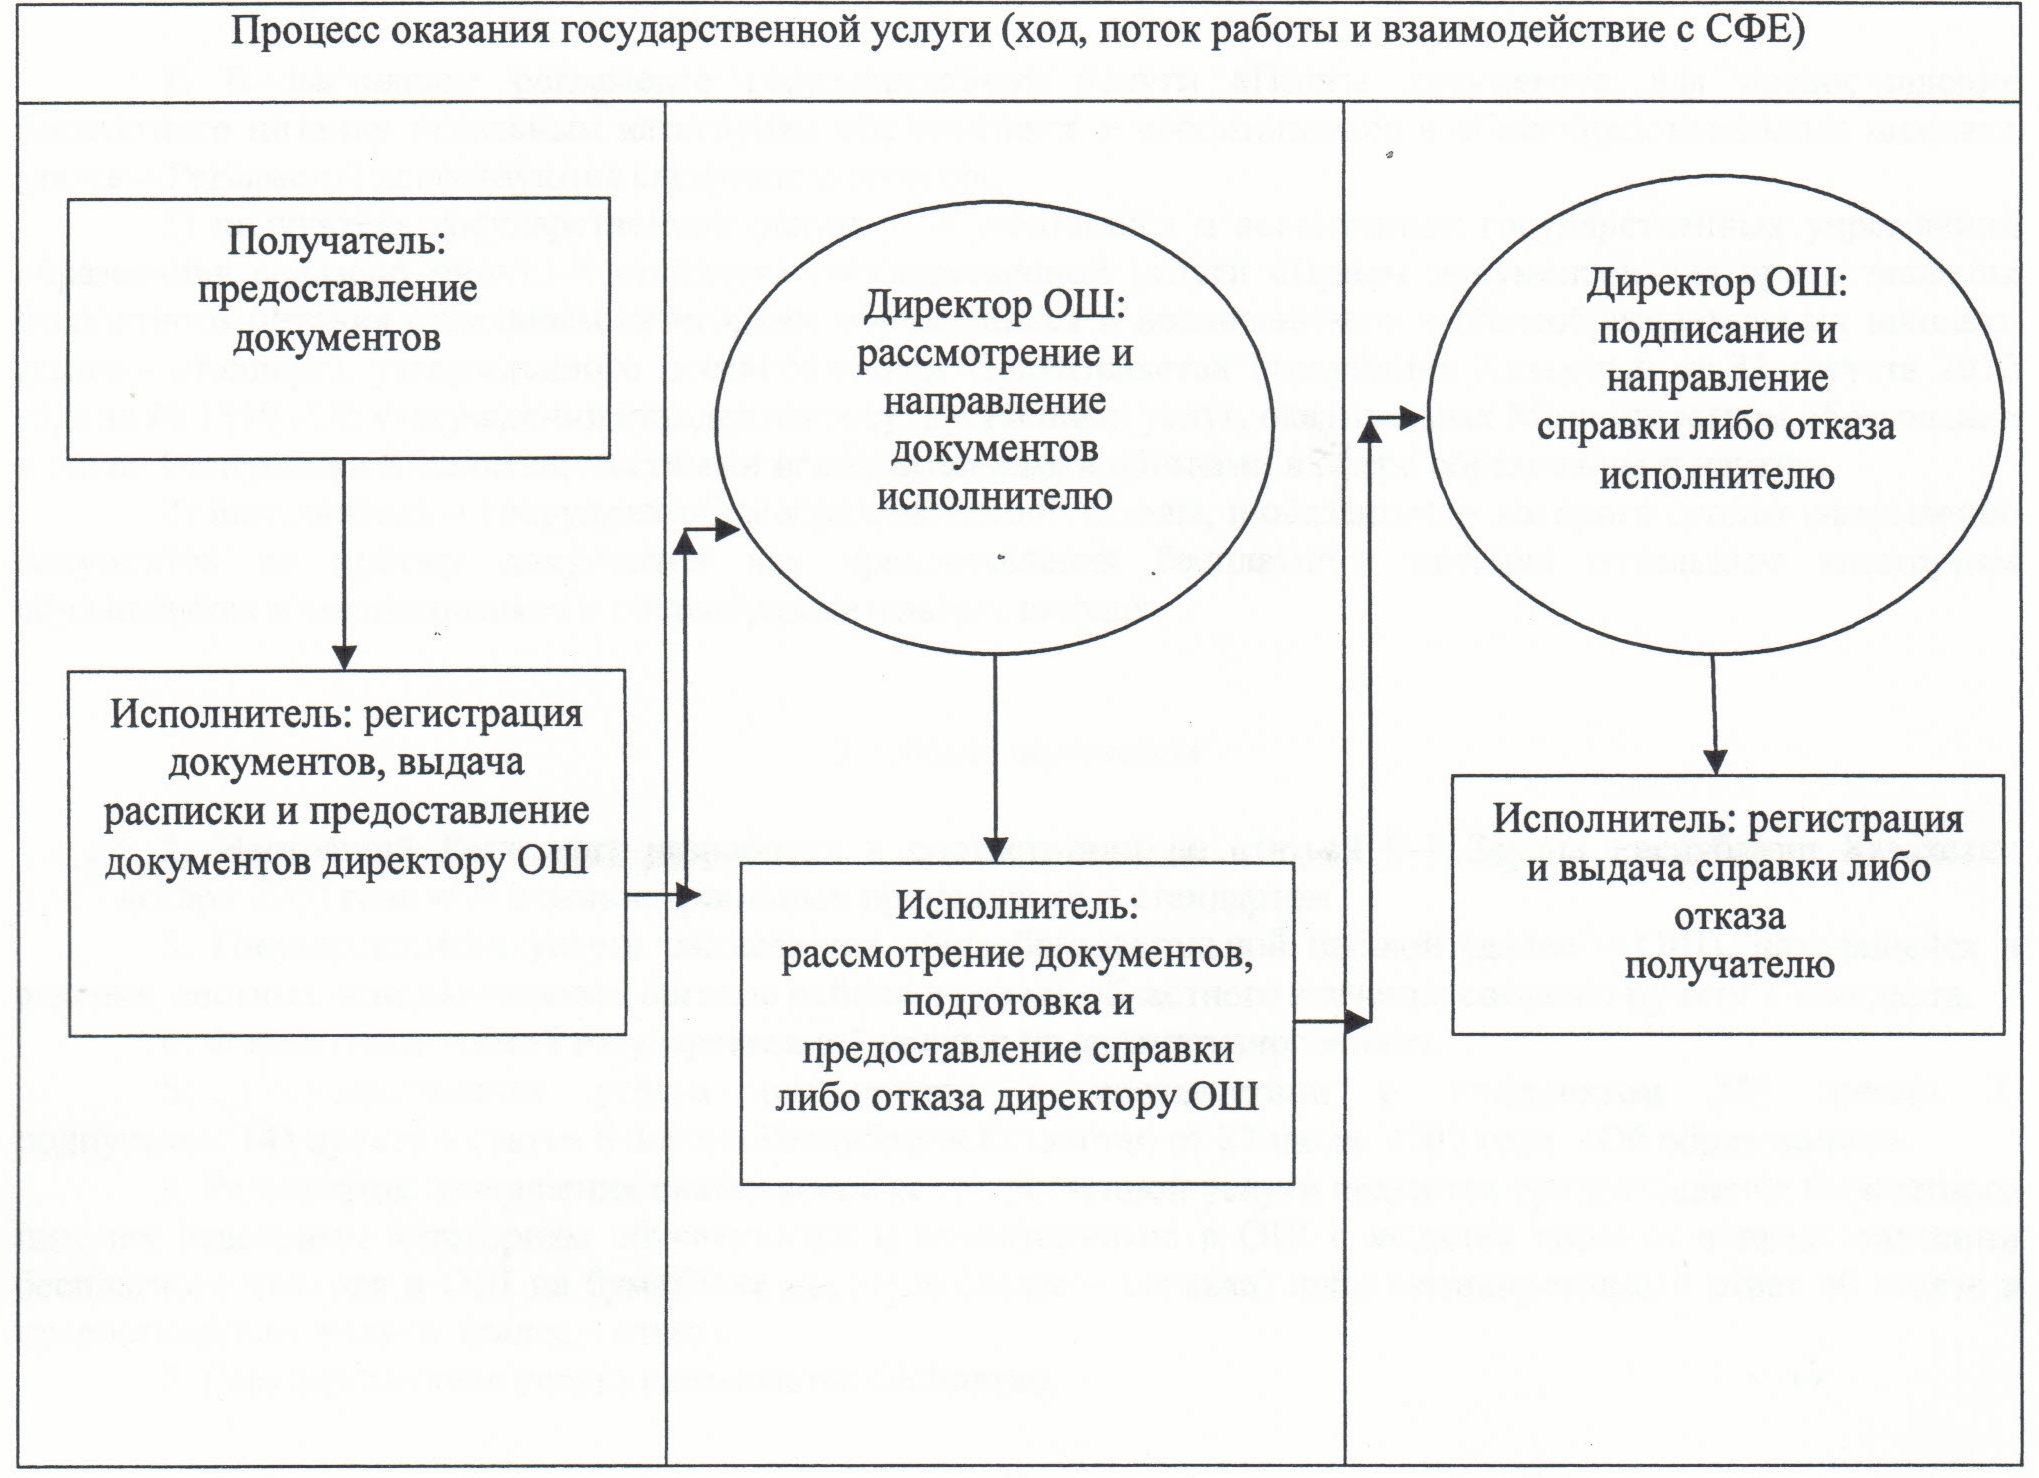 Процесс оказания государственной услуги (ход, поток работы и взаимодействие с СФЕ)
Получатель:
предоставление
документов
Исполнитель: регистрация
документов, выдача
расписки и предоставление
документов директору ОШ
Директор ОШ:
рассмотрение и
направление
документов
исполнителю
Исполнитель:
рассмотрение документов,
подготовка и
предоставление справки
либо отказа директору ОШ
Директор ОШ:
подписание и
направление
справки либо отказа
исполнителю
Исполнитель: регистрация
и выдача справки либо
отказа
получателю